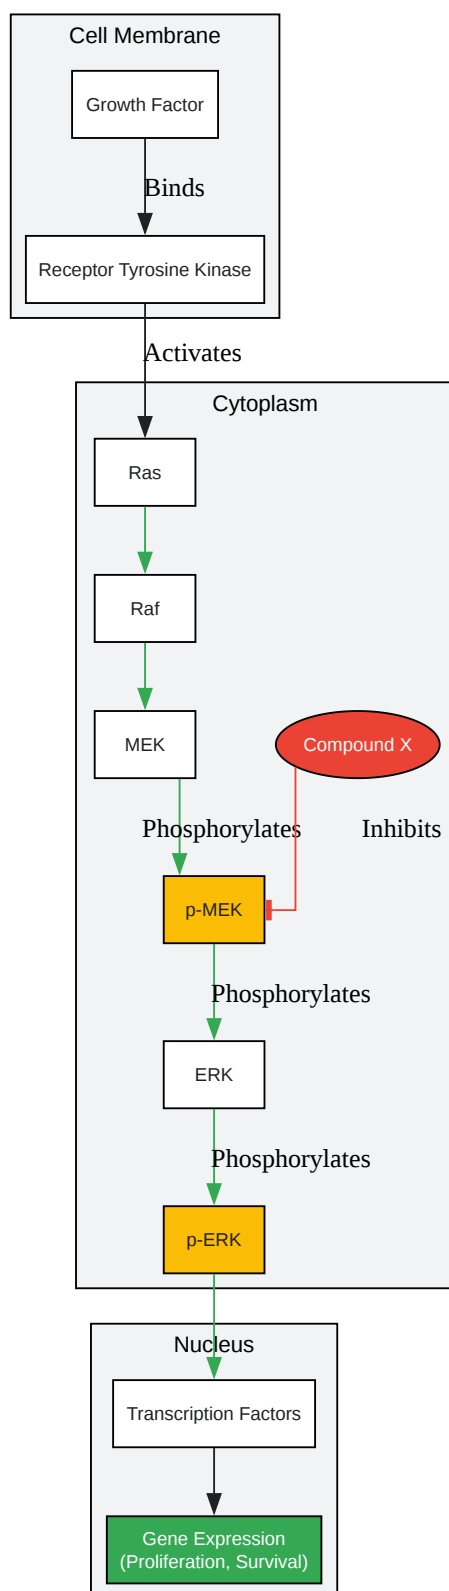 Cell Membrane
Growth Factor
Binds
Receptor Tyrosine Kinase
Activates
Cytoplasm
Ras
Raf
MEK
Compound X
Phosphorylates
Inhibits
p-MEK
Phosphorylates
ERK
Phosphorylates
p-ERK
Nucleus
Transcription Factors
Gene Expression
(Proliferation, Survival)